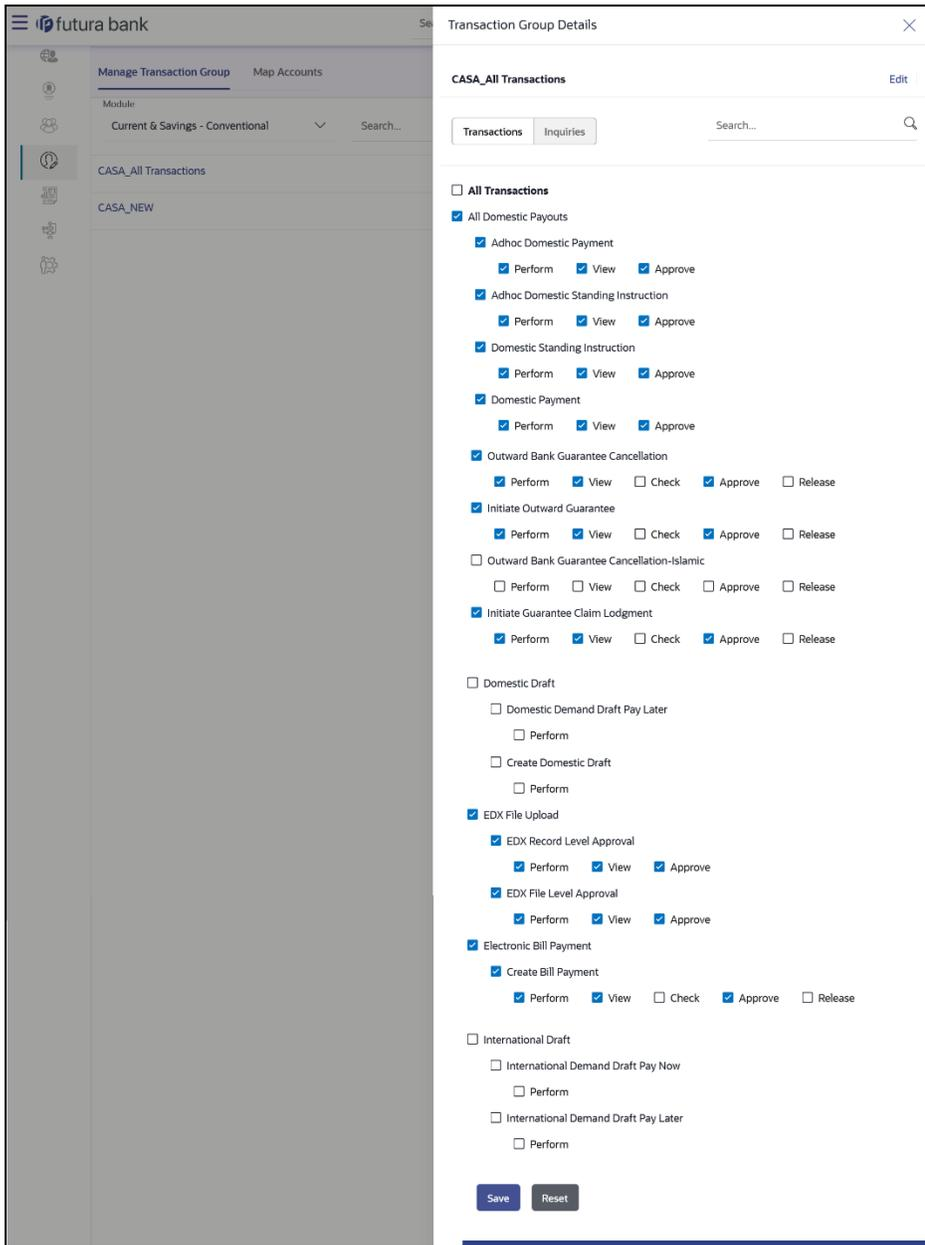 futura bank
Sea
Manage Transaction Group Map Accounts
Module
Current & Savings - Conventional Search...
CASA_All Transactions
CASA_NEW
Transaction Group Details
CASA_All Transactions Edit
Transactions Inquiries Search...
All Transactions
All Domestic Payouts
Adhoc Domestic Payment
Perform View Approve
Adhoc Domestic Standing Instruction
Perform View Approve
Domestic Standing Instruction
Perform View Approve
Domestic Payment
Perform View Approve
Outward Bank Guarantee Cancellation
Perform View Check Approve Release
Initiate Outward Guarantee
Perform View Check Approve Release
Outward Bank Guarantee Cancellation-Islamic
Perform View Check Approve Release
Initiate Guarantee Claim Lodgment
Perform View Check Approve Release
Domestic Draft
Domestic Demand Draft Pay Later
Perform
Create Domestic Draft
Perform
EDX File Upload
EDX Record Level Approval
Perform View Approve
EDX File Level Approval
Perform View Approve
Electronic Bill Payment
Create Bill Payment
Perform View Check Approve Release
International Draft
International Demand Draft Pay Now
Perform
International Demand Draft Pay Later
Perform
Save Reset